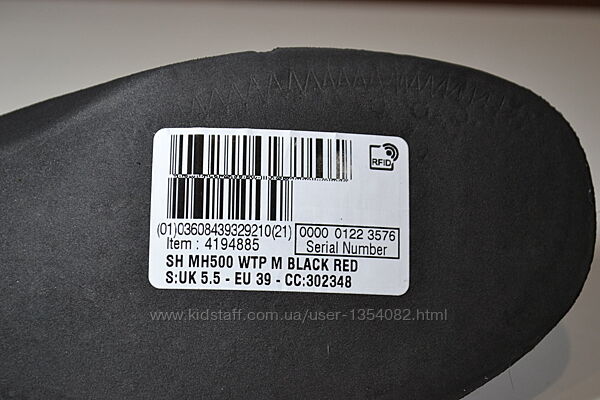 RFID
(01)03608439329210(21)
0000 0122 3576
Item : 4194885
Serial Number
SH MH500 WTP M BLACK RED
S:UK 5.5 - EU 39 - CC:302348
www.kidstaff.com.ua/user-1354082.html